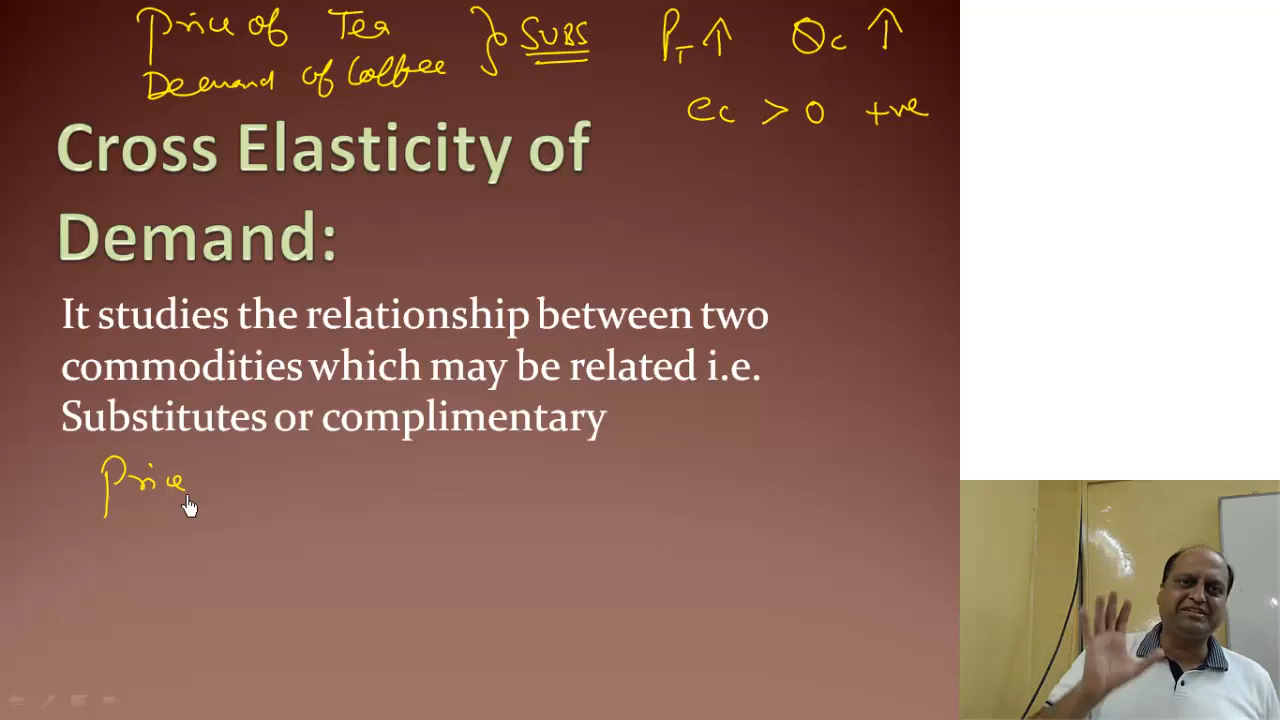 Price of Tea
Demand of Coffee } SUBS
PT ↑ Qc ↑
ec > 0 +ve
Cross Elasticity of
Demand:
It studies the relationship between two
commodities which may be related i.e.
Substitutes or complimentary
Price